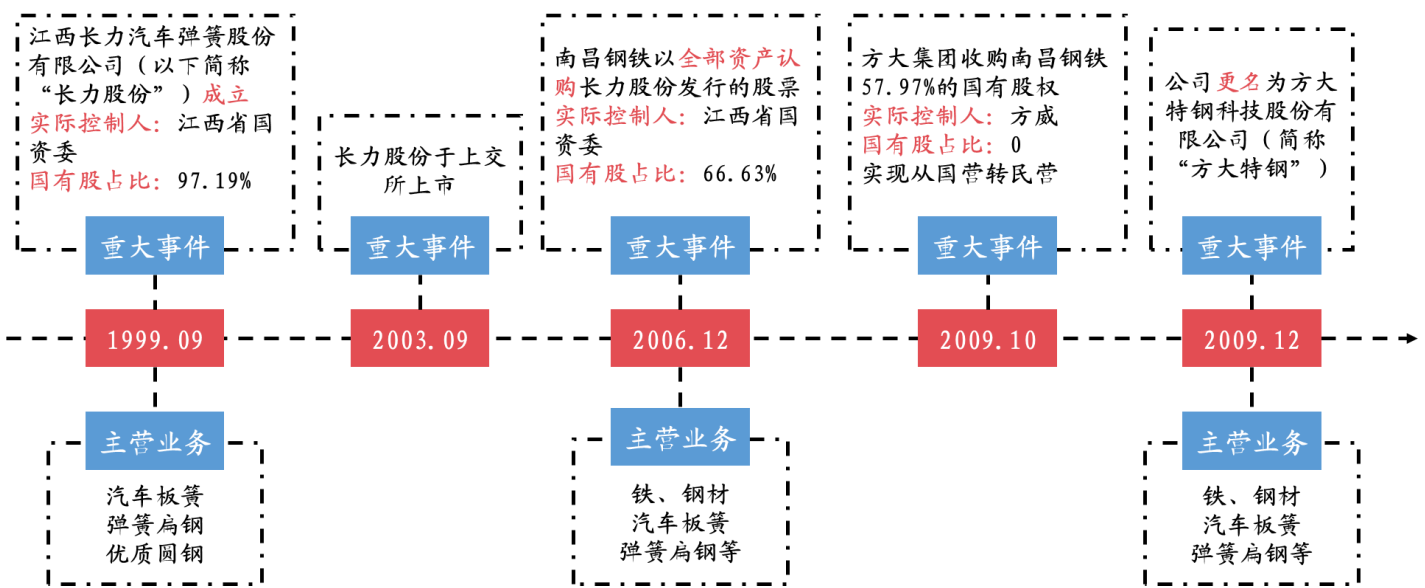 江西长力汽车弹簧股份
有限公司（以下简称
“长力股份”）成立
实际控制人：江西省国
资委
国有股占比：97.19%
重大事件
1999.09
主营业务
汽车板簧
弹簧扁钢
优质圆钢
长力股份于上交
所上市
重大事件
2003.09
南昌钢铁以全部资产认
购长力股份发行的股票
实际控制人：江西省国
资委
国有股占比：66.63%
重大事件
2006.12
主营业务
铁、钢材
汽车板簧
弹簧扁钢等
方大集团收购南昌钢铁
57.97%的国有股权
实际控制人：方威
国有股占比：0
实现从国营转民营
重大事件
2009.10
公司更名为方大
特钢科技股份有
限公司（简称
“方大特钢”）
重大事件
2009.12
主营业务
铁、钢材
汽车板簧
弹簧扁钢等